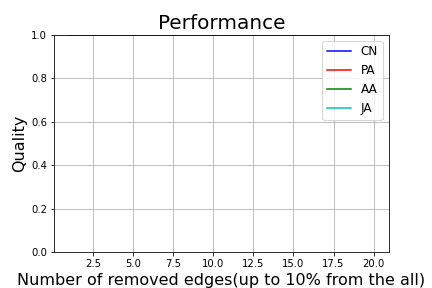 Performance
1.0
CN
PA
0.8
AA
JA
0.6
Quality
0.4
0.2
0.0
2.5 5.0 7.5 10.0 12.5 15.0 17.5 20.0
Number of removed edges(up to 10% from the all)